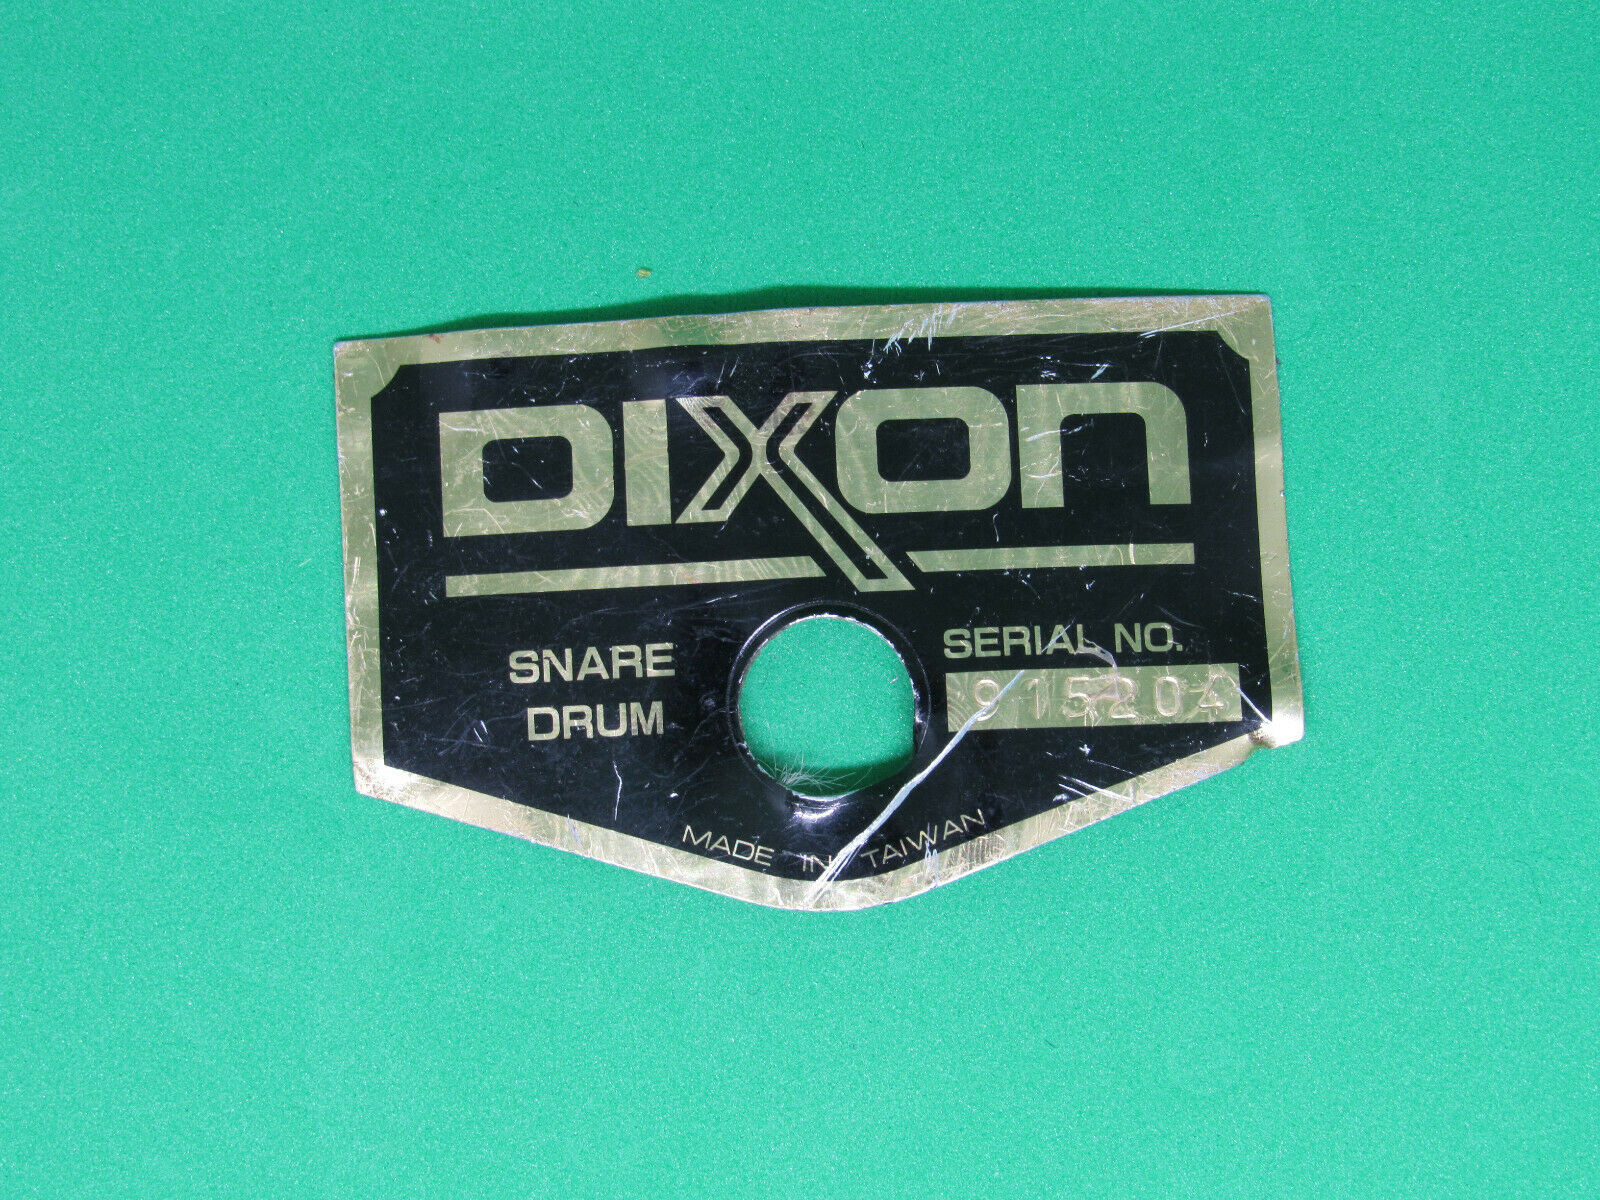 DIXON
SNARE
DRUM
SERIAL NO.
915204
MADE IN TAIWAN